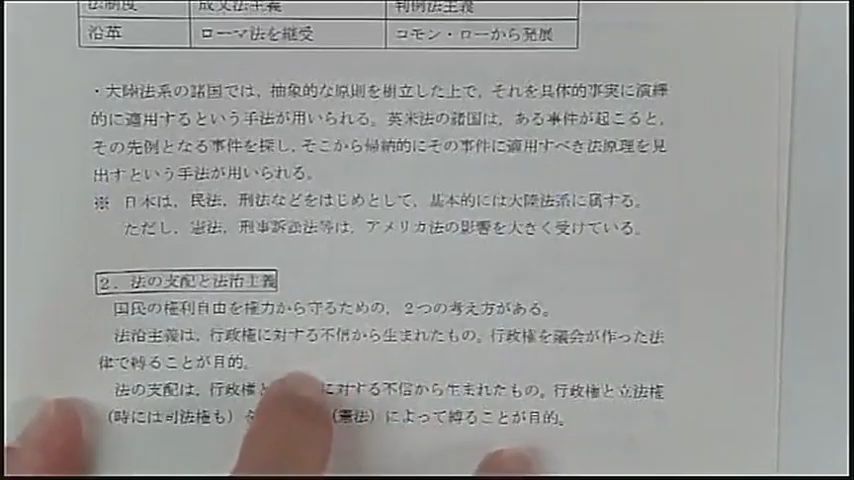 法制度 成文法主義 判例法主義
沿革 ローマ法を継受 コモン・ローから発展
・大陸法系の諸国では，抽象的な原則を樹立した上で，それを具体的事実に演繹
的に適用するという手法が用いられる。英米法の諸国は，ある事件が起こると，
その先例となる事件を探し，そこから帰納的にその事件に適用すべき法原理を見
出すという手法が用いられる。
※ 日本は，民法，刑法などをはじめとして，基本的には大陸法系に属する。
ただし，憲法，刑事訴訟法等は，アメリカ法の影響を大きく受けている。
2．法の支配と法治主義
国民の権利自由を権力から守るための，2つの考え方がある。
法治主義は，行政権に対する不信から生まれたもの。行政権を議会が作った法
律で縛ることが目的。
法の支配は，行政権と に対する不信から生まれたもの。行政権と立法権
（時には司法権も） （憲法）によって縛ることが目的。